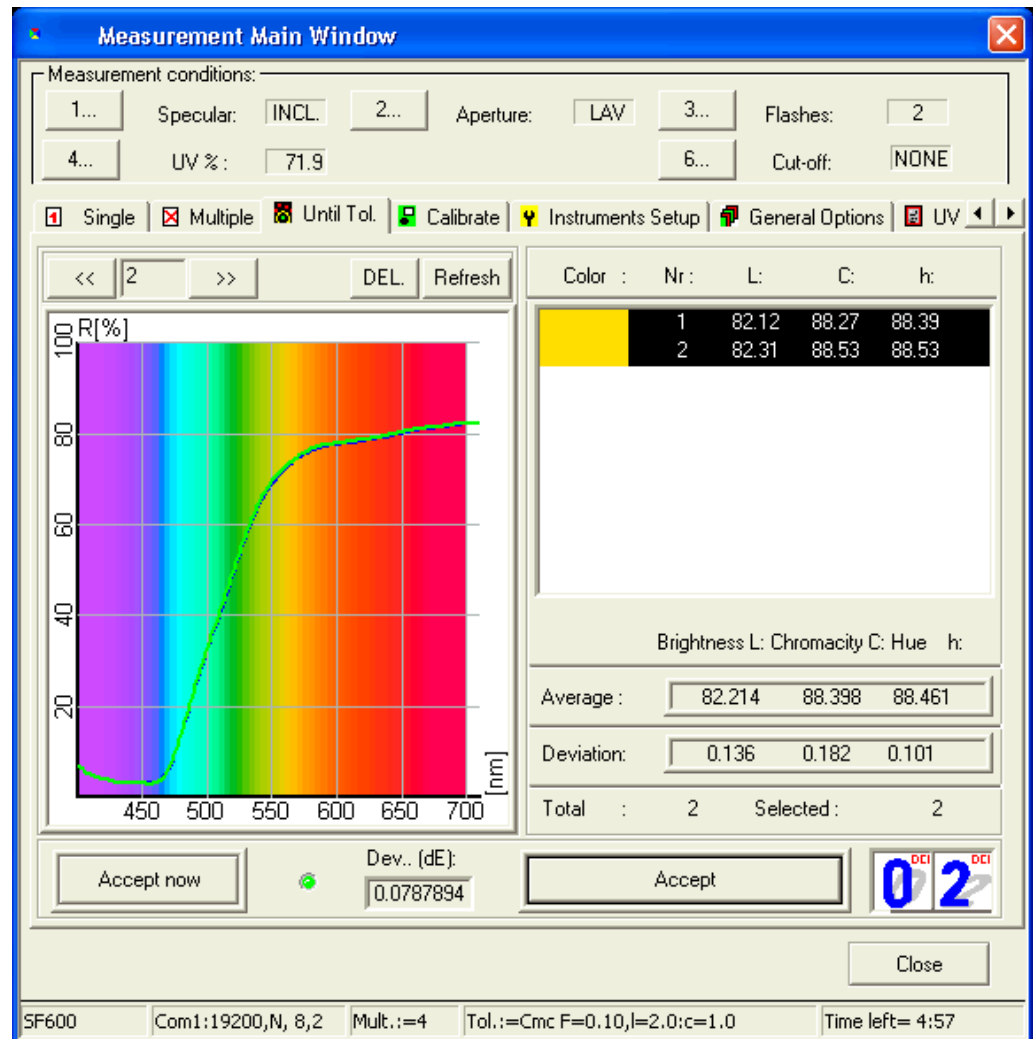 Measurement Main Window
Measurement conditions:
1... Specular: INCL. 2... Aperture: LAV 3... Flashes: 2
4... UV % : 71.9 6... Cut-off: NONE
1 Single Multiple Until Tol. Calibrate Instruments Setup General Options UV
<< 2 >> DEL. Refresh
Color : Nr : L: C: h:
1 82.12 88.27 88.39
2 82.31 88.53 88.53
R[%]
100
80
60
40
20
450 500 550 600 650 700
[nm]
Brightness L: Chromacity C: Hue h:
Average : 82.214 88.398 88.461
Deviation: 0.136 0.182 0.101
Total : 2 Selected : 2
Accept now
Dev.. (dE):
0.0787894
Accept
0 DCI 2 DCI
Close
SF600 Com1:19200,N, 8,2 Mult.:=4 Tol.:=Cmc F=0.10,l=2.0:c=1.0 Time left= 4:57